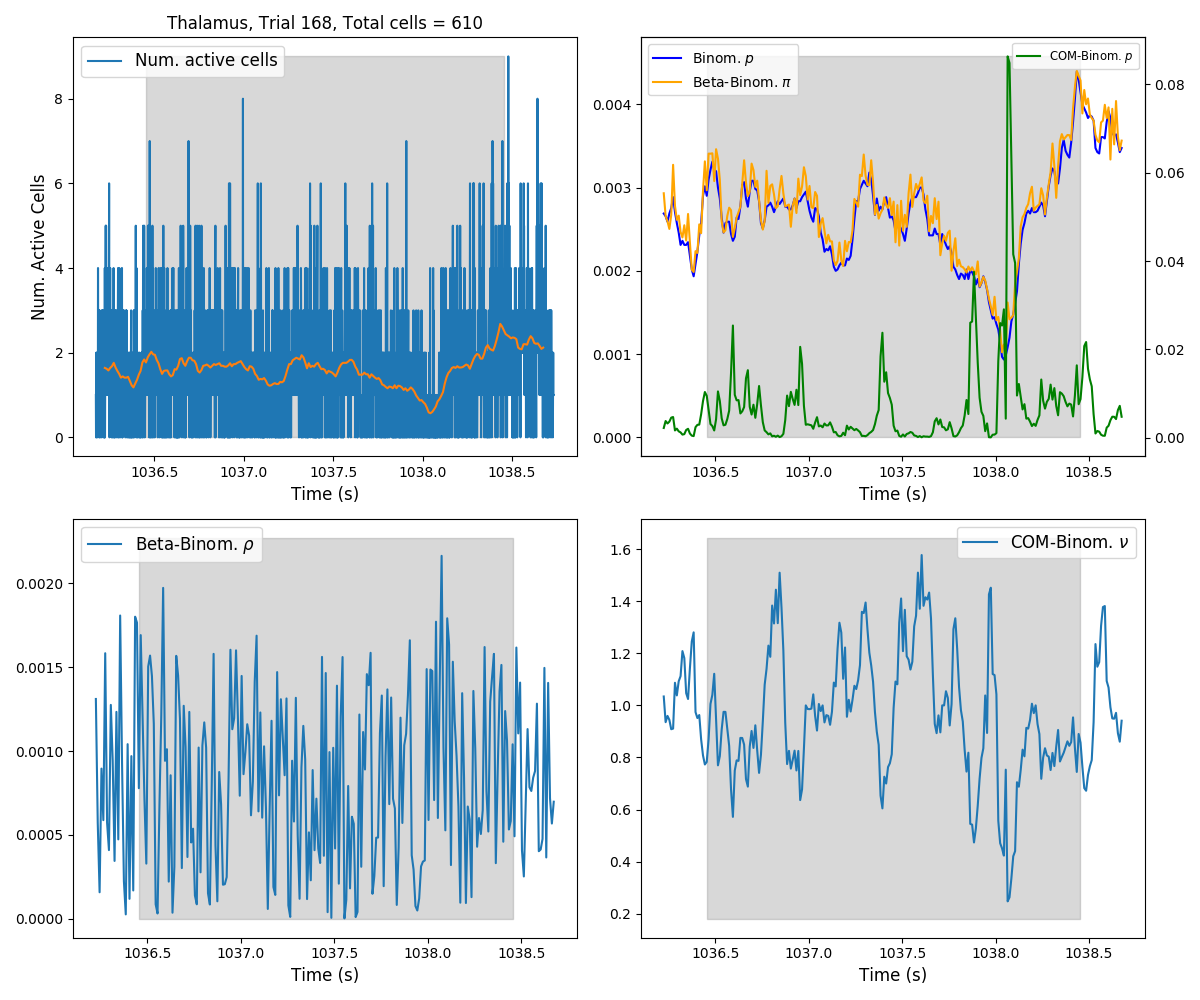 Thalamus, Trial 168, Total cells = 610
Num. active cells
Num. Active Cells
8
6
4
2
0
1036.5 1037.0 1037.5 1038.0 1038.5
Time (s)
Binom. p
Beta-Binom. π
COM-Binom. p
0.004
0.003
0.002
0.001
0.000
0.08
0.06
0.04
0.02
0.00
1036.5 1037.0 1037.5 1038.0 1038.5
Time (s)
Beta-Binom. ρ
0.0020
0.0015
0.0010
0.0005
0.0000
1036.5 1037.0 1037.5 1038.0 1038.5
Time (s)
COM-Binom. ν
1.6
1.4
1.2
1.0
0.8
0.6
0.4
0.2
1036.5 1037.0 1037.5 1038.0 1038.5
Time (s)